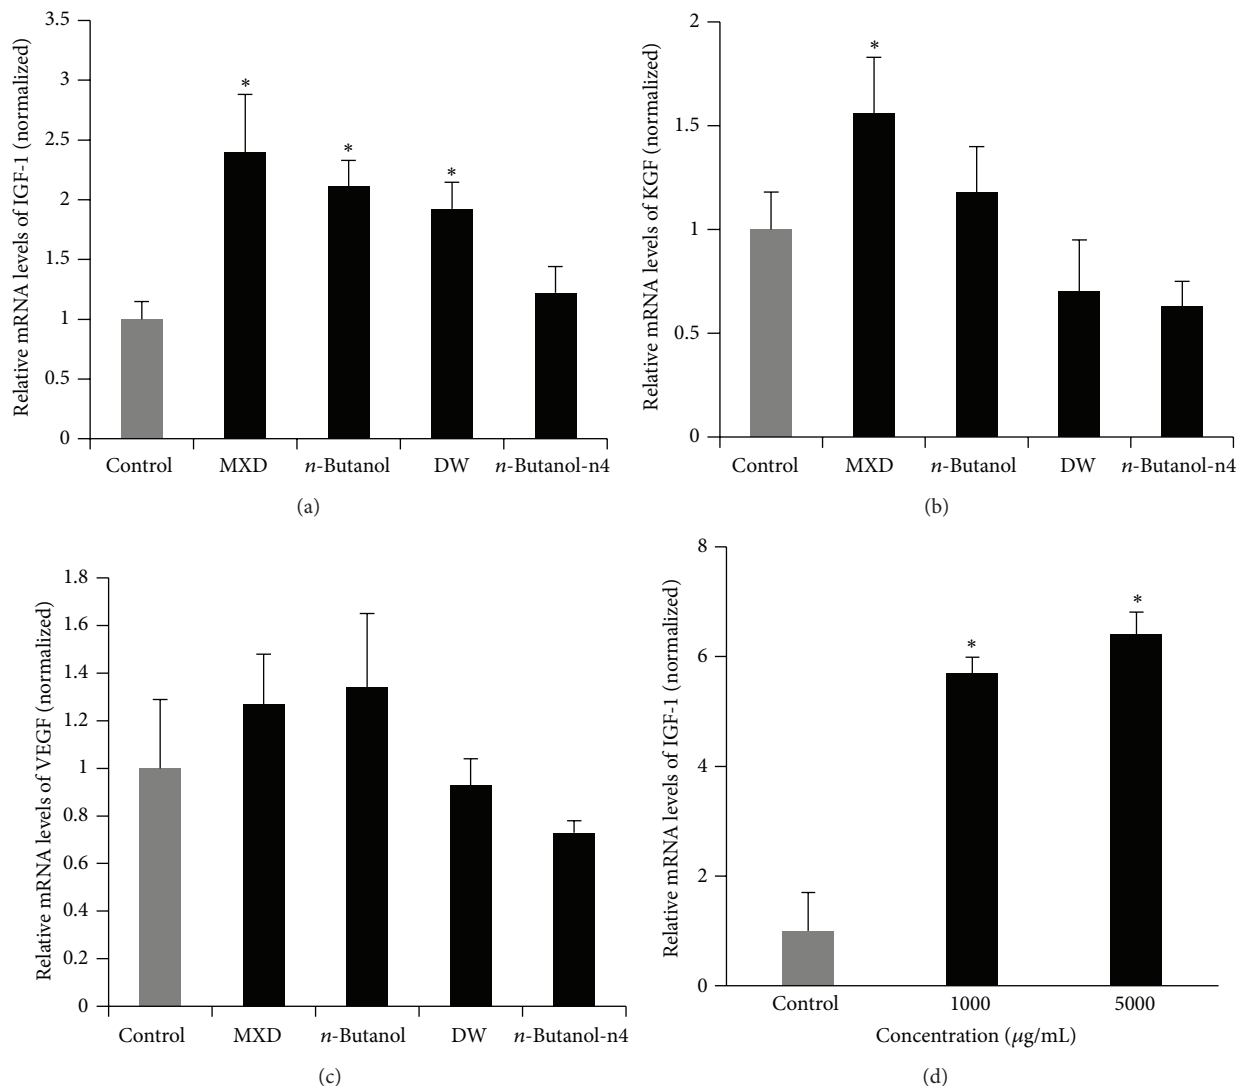 Relative mRNA levels of IGF-1 (normalized)
3.5
3
2.5
2
1.5
1
0.5
0
*
*
*
Control MXD n-Butanol DW n-Butanol-n4
(a)
Relative mRNA levels of KGF (normalized)
2
1.5
1
0.5
0
*
Control MXD n-Butanol DW n-Butanol-n4
(b)
Relative mRNA levels of VEGF (normalized)
1.8
1.6
1.4
1.2
1
0.8
0.6
0.4
0.2
0
Control MXD n-Butanol DW n-Butanol-n4
(c)
Relative mRNA levels of IGF-1 (normalized)
8
6
4
2
0
*
*
Control 1000 5000
Concentration (μg/mL)
(d)